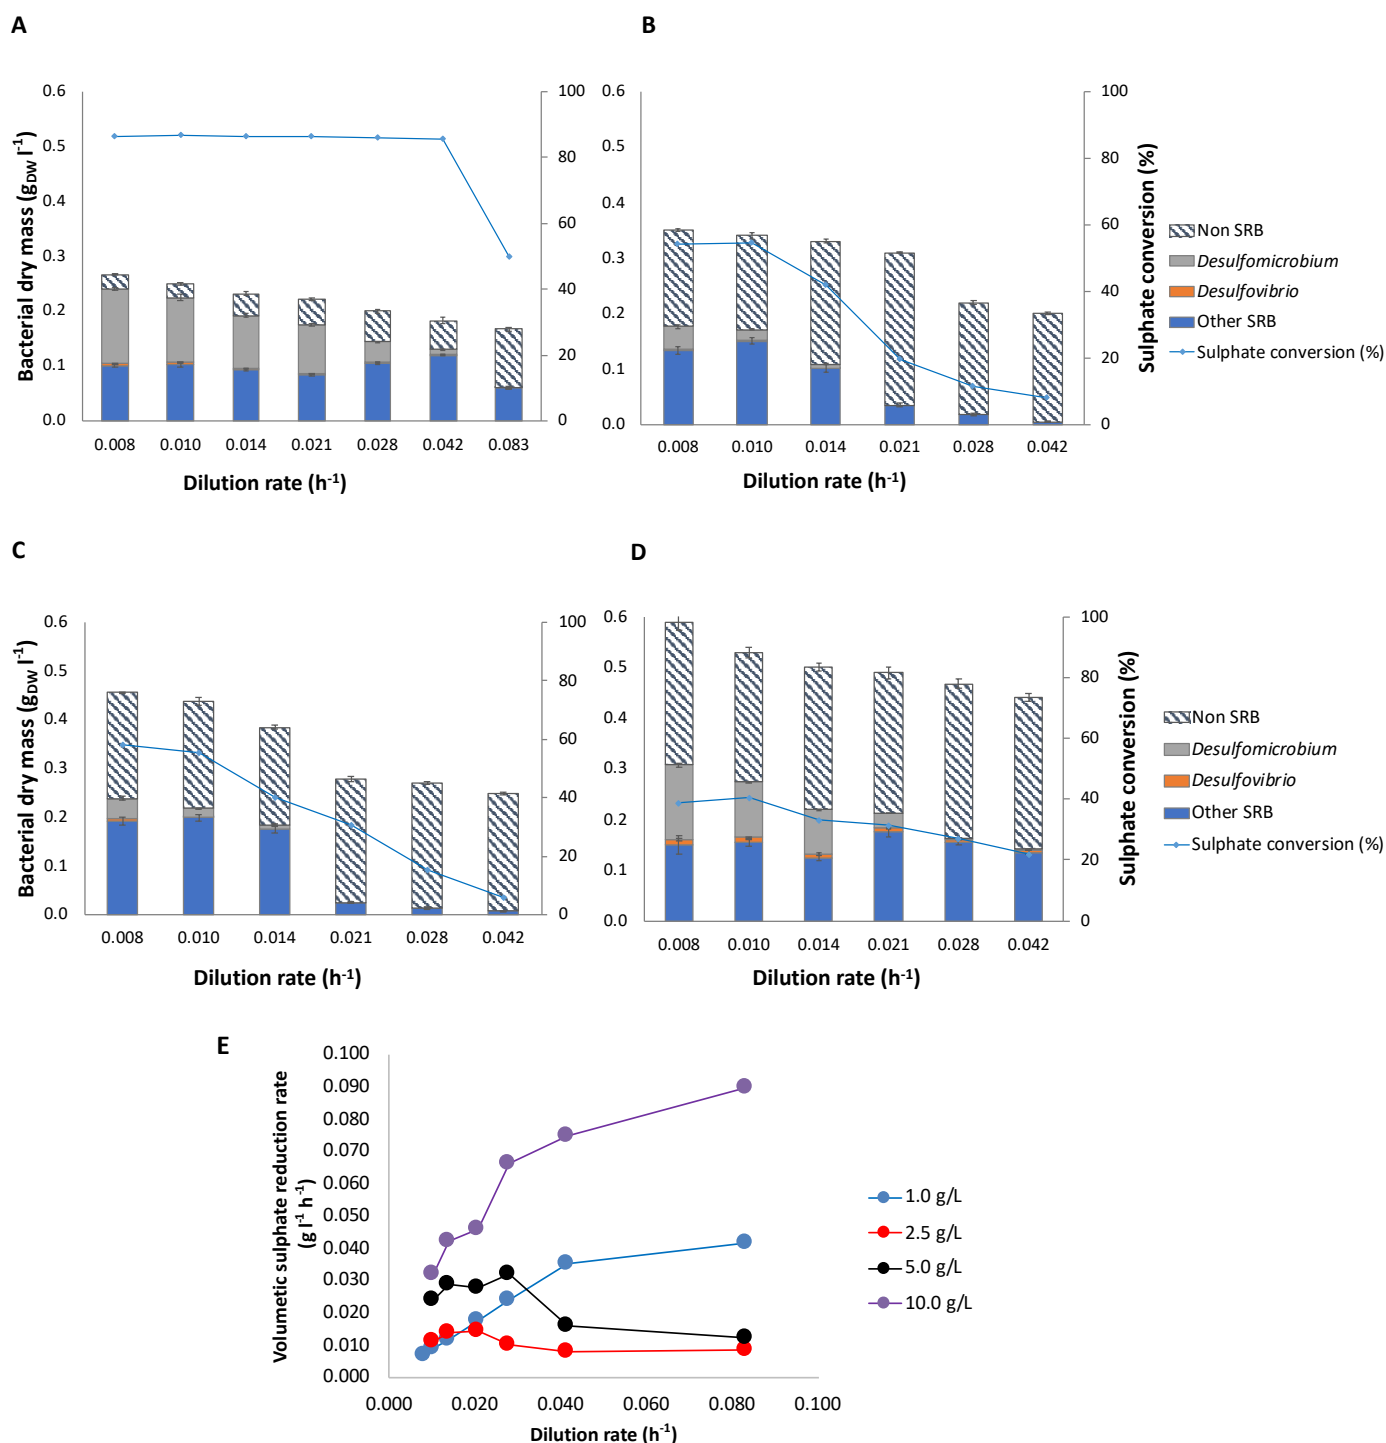 A
B
0.6
0.5
0.4
0.3
0.2
0.1
0.0
100
80
60
40
20
0
0.008 0.010 0.014 0.021 0.028 0.042 0.083
Bacterial dry mass (gDW l-1)
Dilution rate (h-1)
0.6
0.5
0.4
0.3
0.2
0.1
0.0
100
80
60
40
20
0
0.008 0.010 0.014 0.021 0.028 0.042
Dilution rate (h-1)
Sulphate conversion (%)
Non SRB
Desulfomicrobium
Desulfovibrio
Other SRB
Sulphate conversion (%)
C
D
0.6
0.5
0.4
0.3
0.2
0.1
0.0
100
80
60
40
20
0
0.008 0.010 0.014 0.021 0.028 0.042
Bacterial dry mass (gDW l-1)
Dilution rate (h-1)
0.6
0.5
0.4
0.3
0.2
0.1
0.0
100
80
60
40
20
0
0.008 0.010 0.014 0.021 0.028 0.042
Dilution rate (h-1)
Sulphate conversion (%)
Non SRB
Desulfomicrobium
Desulfovibrio
Other SRB
Sulphate conversion (%)
E
0.100
0.090
0.080
0.070
0.060
0.050
0.040
0.030
0.020
0.010
0.000
0.000 0.020 0.040 0.060 0.080 0.100
Volumetic sulphate reduction rate
(g l-1 h-1)
Dilution rate (h-1)
1.0 g/L
2.5 g/L
5.0 g/L
10.0 g/L